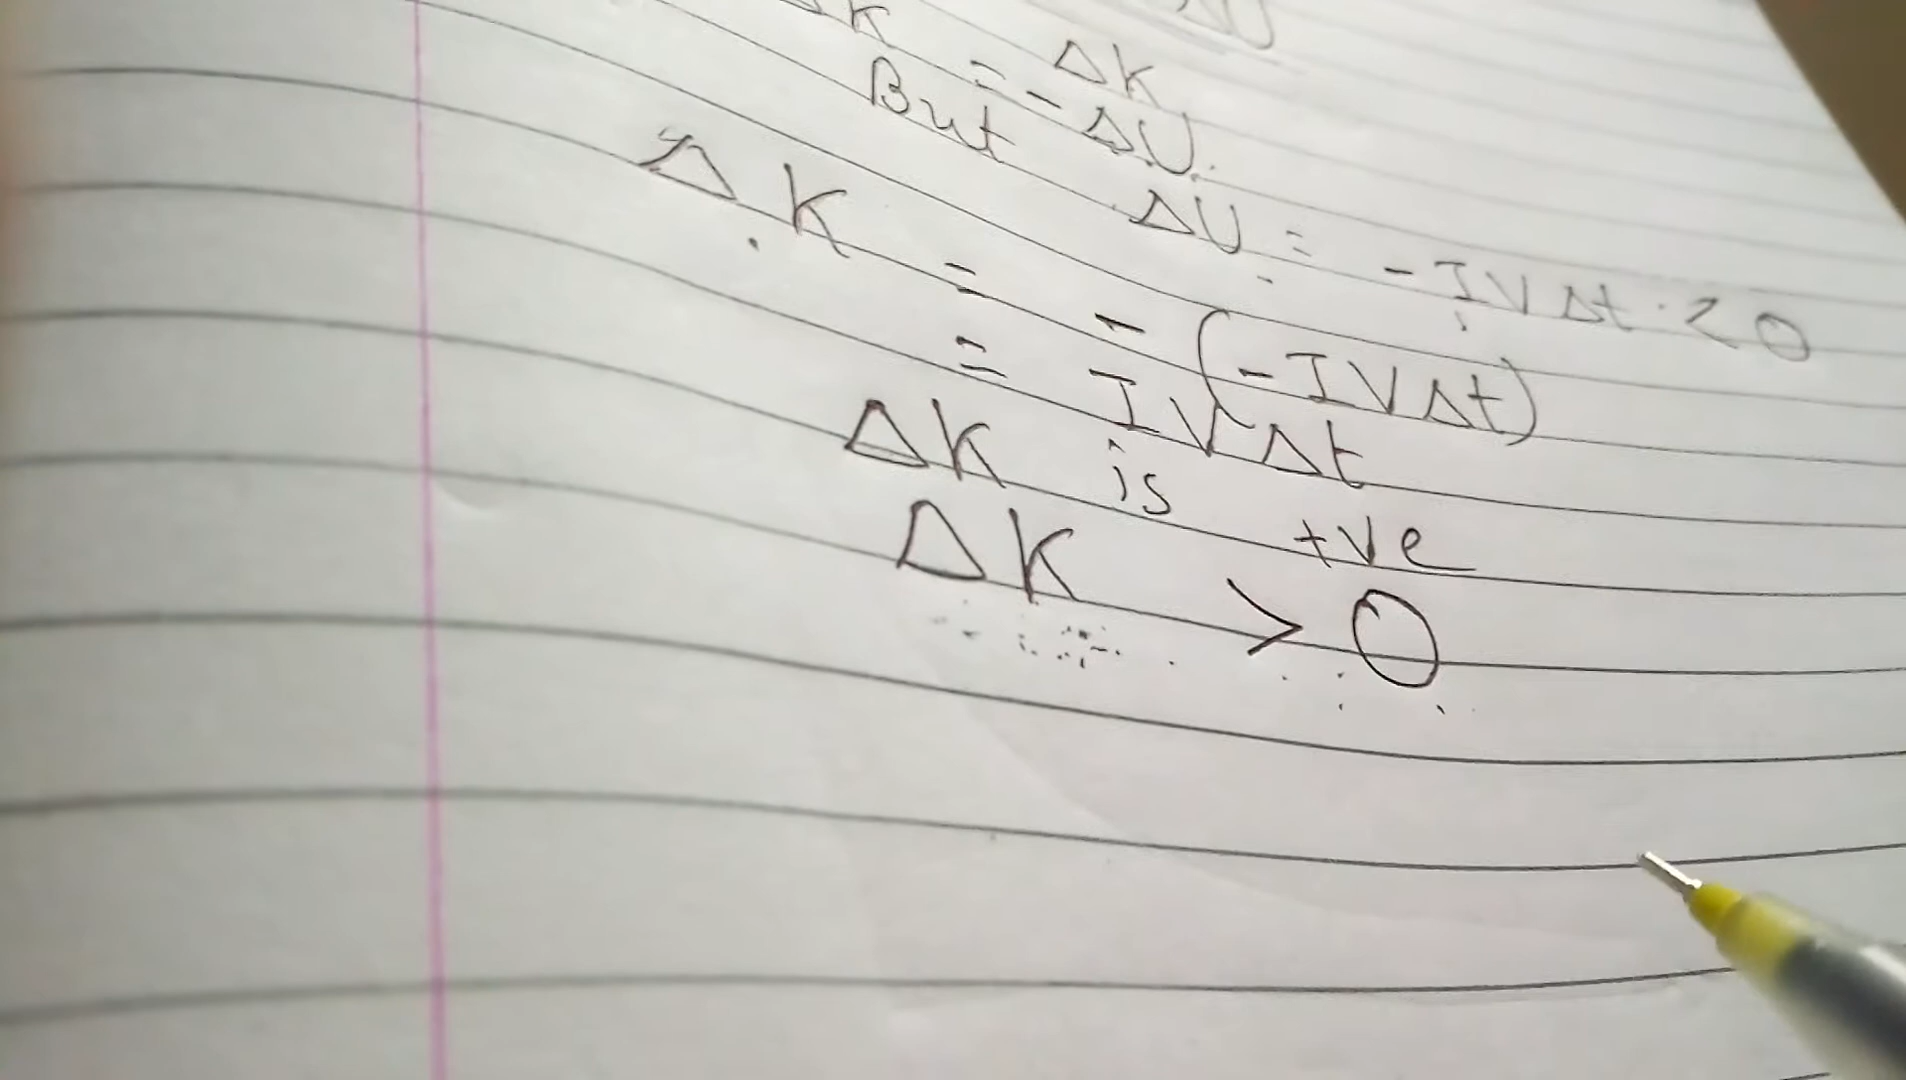 ΔK
= - ΔU.
But ΔU = - IVΔt < 0
ΔK = - (-IVΔt)
= IVΔt
ΔK is +ve
ΔK > 0